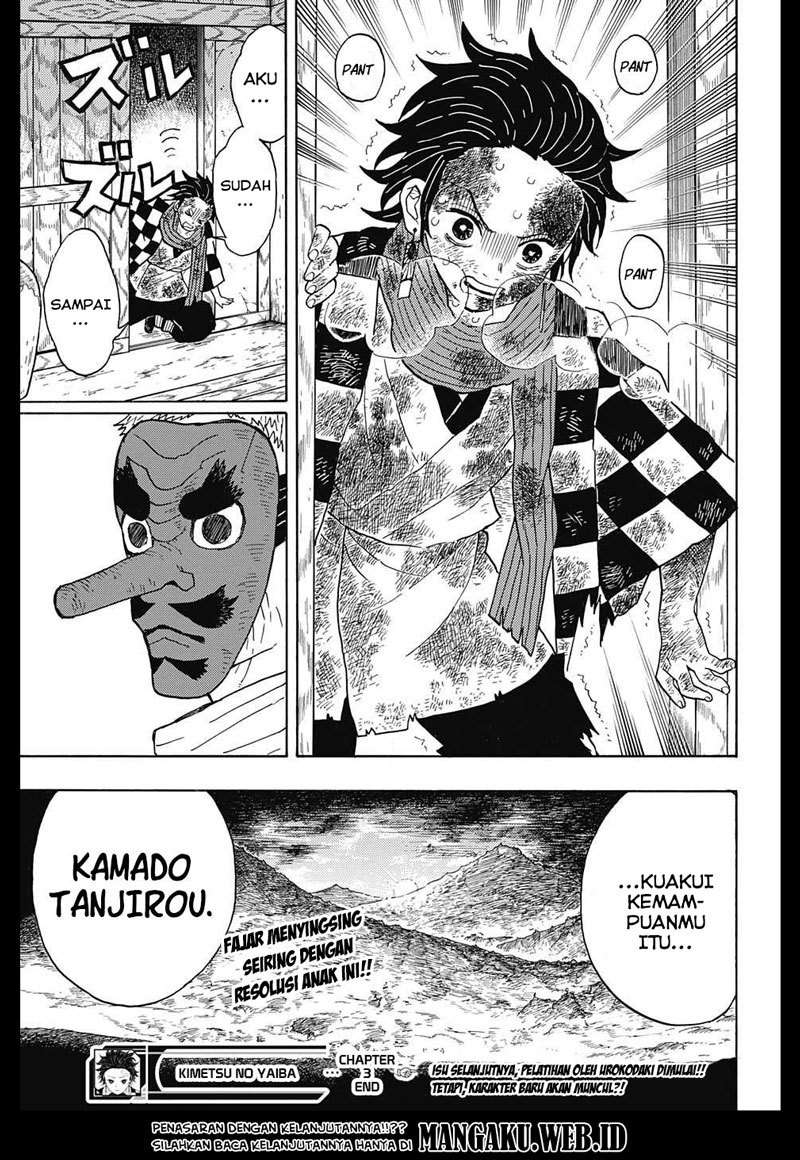 PANT
PANT
PANT
PANT
AKU
...
SUDAH
...
SAMPAI
...
ズル
ズル
...KUAKUI
KEMAM-
PUANMU
ITU...
KAMADO
TANJIROU.
FAJAR MENYINGSING
SEIRING DENGAN
RESOLUSI ANAK INI!!
KIMETSU NO YAIBA
... CHAPTER
3
END
ISU SELANJUTNYA, PELATIHAN OLEH UROKODAKI DIMULAI!!
TETAPI, KARAKTER BARU AKAN MUNCUL?!
PENASARAN DENGAN KELANJUTANNYA!!??
SILAHKAN BACA KELANJUTANNYA HANYA DI MANGAKU.WEB.ID